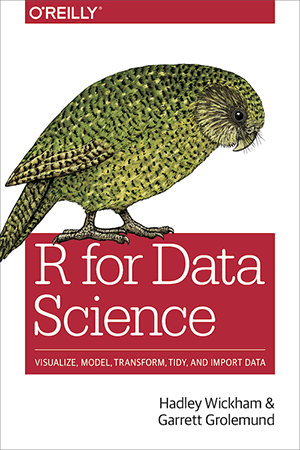 O'REILLY®
R for Data
Science
VISUALIZE, MODEL, TRANSFORM, TIDY, AND IMPORT DATA
Hadley Wickham &
Garrett Grolemund